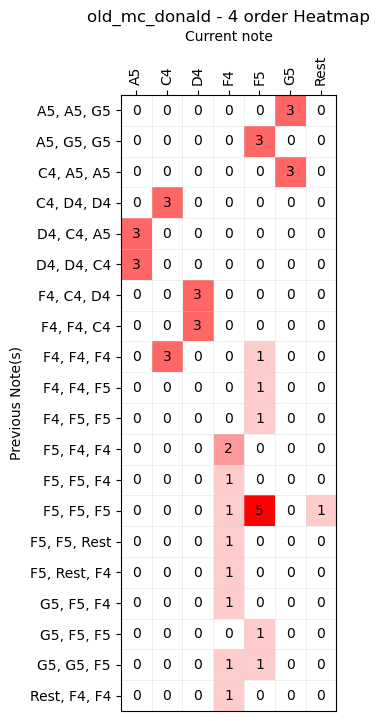 old_mc_donald - 4 order Heatmap
Current note
A5 C4 D4 F4 F5 G5 Rest
Previous Note(s)
A5, A5, G5 0 0 0 0 0 3 0
A5, G5, G5 0 0 0 0 3 0 0
C4, A5, A5 0 0 0 0 0 3 0
C4, D4, D4 0 3 0 0 0 0 0
D4, C4, A5 3 0 0 0 0 0 0
D4, D4, C4 3 0 0 0 0 0 0
F4, C4, D4 0 0 3 0 0 0 0
F4, F4, C4 0 0 3 0 0 0 0
F4, F4, F4 0 3 0 0 1 0 0
F4, F4, F5 0 0 0 0 1 0 0
F4, F5, F5 0 0 0 0 1 0 0
F5, F4, F4 0 0 0 2 0 0 0
F5, F5, F4 0 0 0 1 0 0 0
F5, F5, F5 0 0 0 1 5 0 1
F5, F5, Rest 0 0 0 1 0 0 0
F5, Rest, F4 0 0 0 1 0 0 0
G5, F5, F4 0 0 0 1 0 0 0
G5, F5, F5 0 0 0 0 1 0 0
G5, G5, F5 0 0 0 1 1 0 0
Rest, F4, F4 0 0 0 1 0 0 0